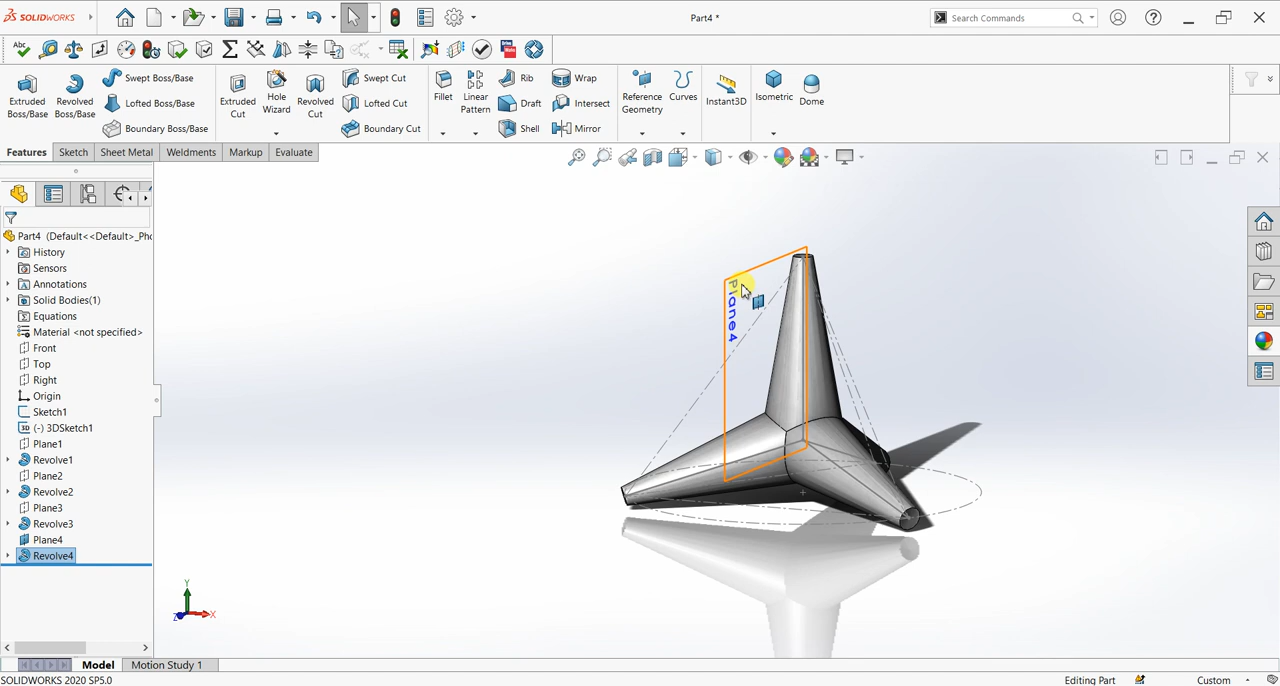 SOLIDWORKS
Part4 *
Search Commands
Extruded Boss/Base
Revolved Boss/Base
Swept Boss/Base
Lofted Boss/Base
Boundary Boss/Base
Extruded Cut
Hole Wizard
Revolved Cut
Swept Cut
Lofted Cut
Boundary Cut
Fillet
Linear Pattern
Rib
Draft
Shell
Wrap
Intersect
Mirror
Reference Geometry
Curves
Instant3D
Isometric
Dome
Features
Sketch
Sheet Metal
Weldments
Markup
Evaluate
Part4 (Default<<Default>_Pho
History
Sensors
Annotations
Solid Bodies(1)
Equations
Material <not specified>
Front
Top
Right
Origin
Sketch1
3D (-) 3DSketch1
Plane1
Revolve1
Plane2
Revolve2
Plane3
Revolve3
Plane4
Revolve4
Plane4
Y
X
Z
Model
Motion Study 1
SOLIDWORKS 2020 SP5.0
Editing Part
Custom